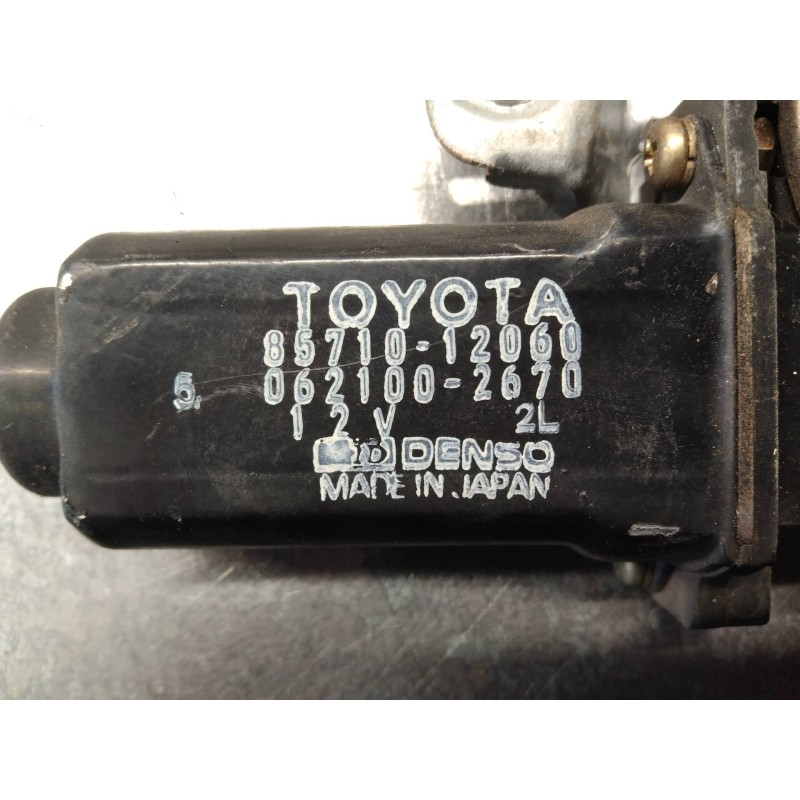 TOYOTA
85710-12060
5. 062100-2670
12V 2L
DENSO
MADE IN JAPAN